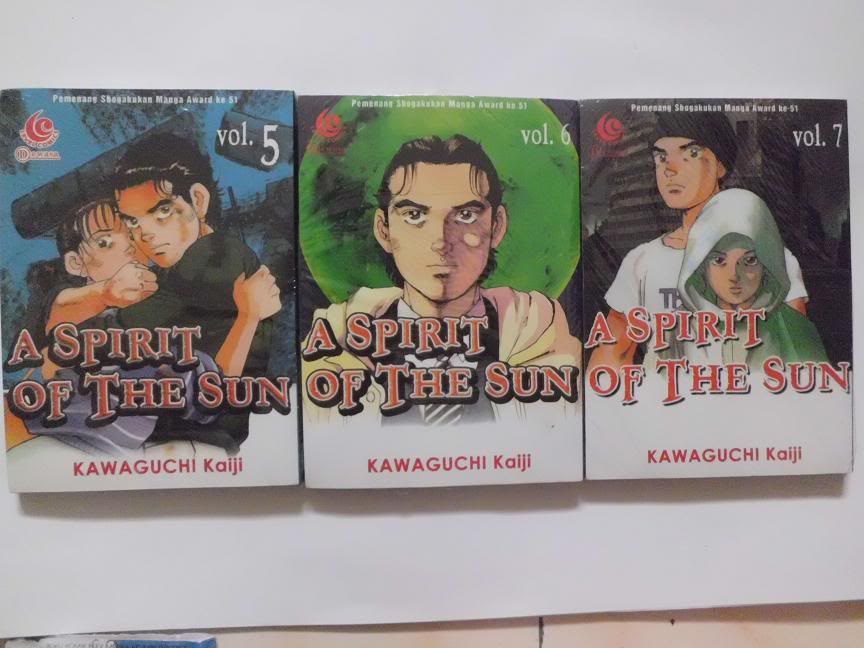 Pemenang Shogakukan Manga Award ke 51
vol. 5
A SPIRIT
OF THE SUN
KAWAGUCHI Kaiji
Pemenang Shogakukan Manga Award ke 51
vol. 6
A SPIRIT
OF THE SUN
KAWAGUCHI Kaiji
Pemenang Shogakukan Manga Award ke-51
vol. 7
TH
A SPIRIT
OF THE SUN
KAWAGUCHI Kaiji